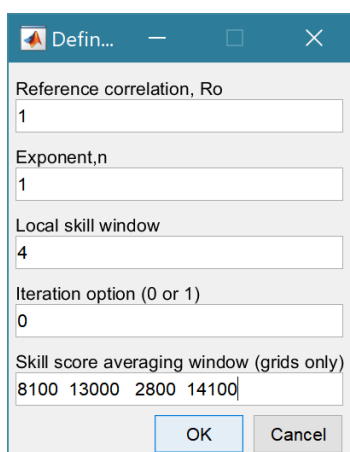 Defin...
Reference correlation, Ro
1
Exponent,n
1
Local skill window
4
Iteration option (0 or 1)
0
Skill score averaging window (grids only)
8100  13000   2800  14100
OK Cancel